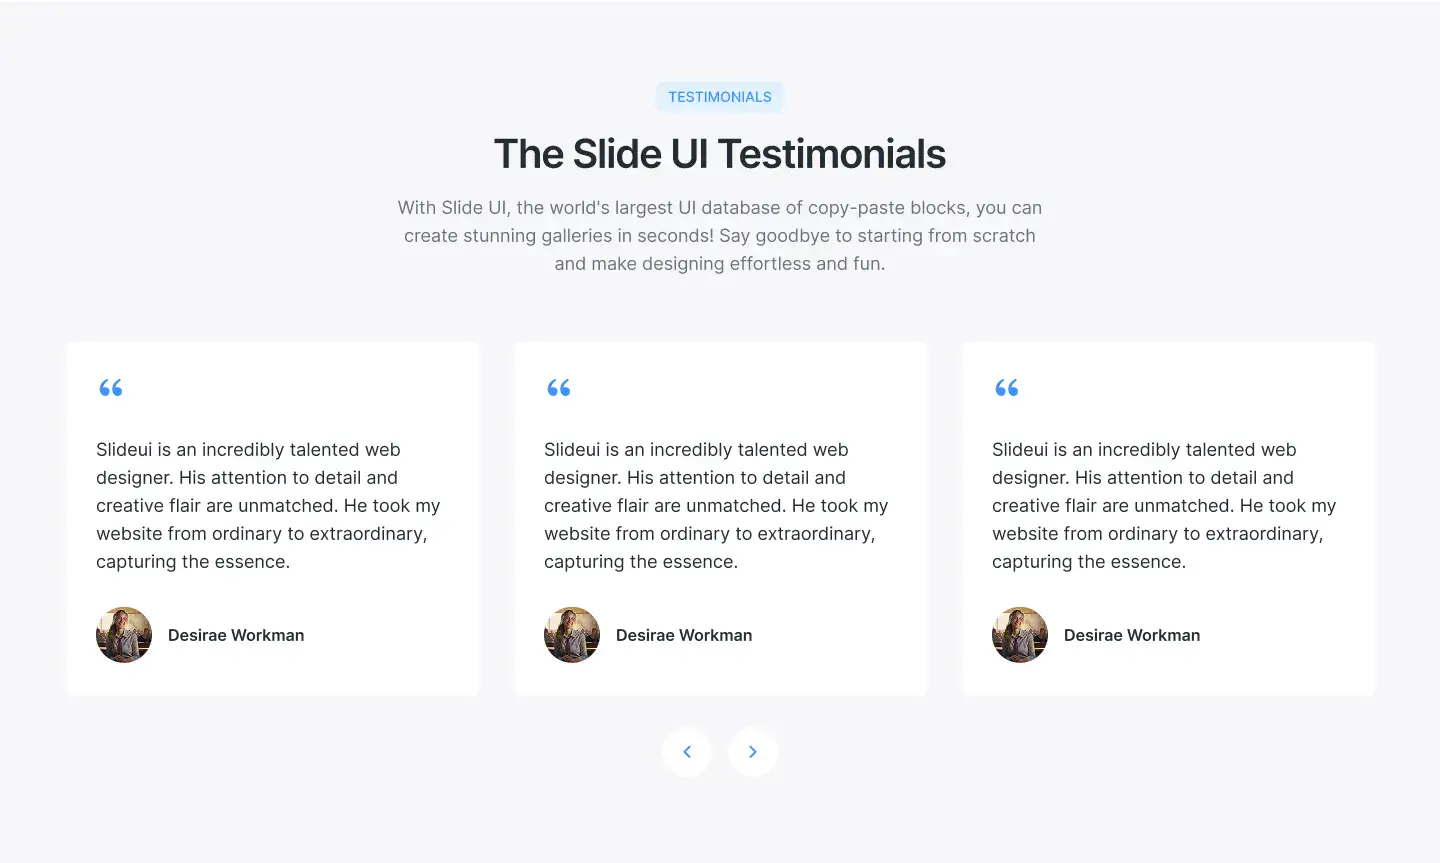 TESTIMONIALS
The Slide UI Testimonials
With Slide UI, the world's largest UI database of copy-paste blocks, you can
create stunning galleries in seconds! Say goodbye to starting from scratch
and make designing effortless and fun.
“
Slideui is an incredibly talented web
designer. His attention to detail and
creative flair are unmatched. He took my
website from ordinary to extraordinary,
capturing the essence.
Desirae Workman
“
Slideui is an incredibly talented web
designer. His attention to detail and
creative flair are unmatched. He took my
website from ordinary to extraordinary,
capturing the essence.
Desirae Workman
“
Slideui is an incredibly talented web
designer. His attention to detail and
creative flair are unmatched. He took my
website from ordinary to extraordinary,
capturing the essence.
Desirae Workman